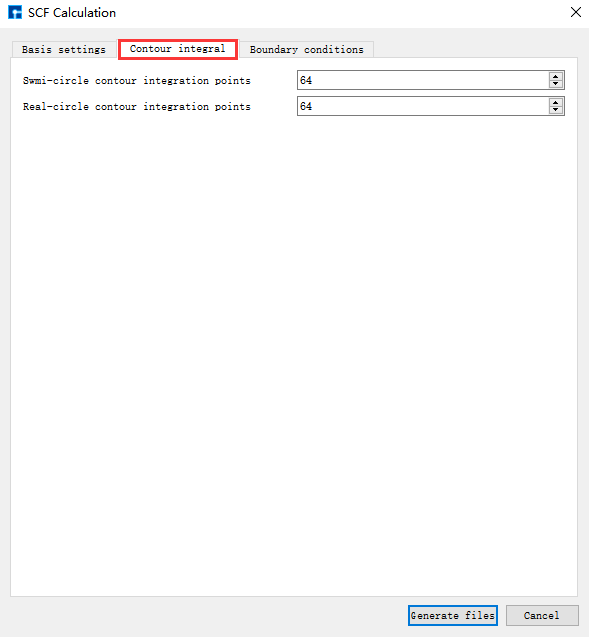 SCF Calculation
Basis settings Contour integral Boundary conditions
Swmi-circle contour integration points 64
Real-circle contour integration points 64
Generate files Cancel